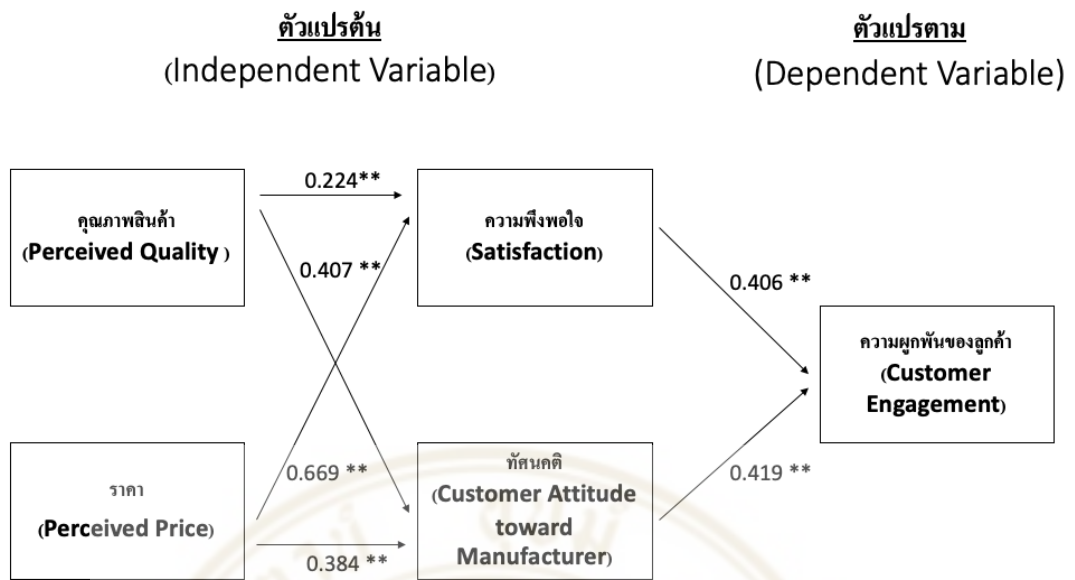 ตัวแปรต้น
(Independent Variable)
ตัวแปรตาม
(Dependent Variable)
คุณภาพสินค้า
(Perceived Quality )
0.224**
0.407 **
ความพึงพอใจ
(Satisfaction)
0.406 **
ความผูกพันของลูกค้า
(Customer
Engagement)
ราคา
(Perceived Price)
0.669 **
0.384 **
ทัศนคติ
(Customer Attitude
toward
Manufacturer)
0.419 **